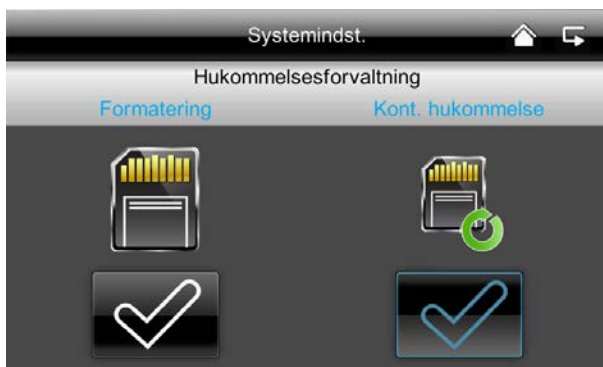 Systemindst.
Hukommelsesforvaltning
Formatering Kont. hukommelse